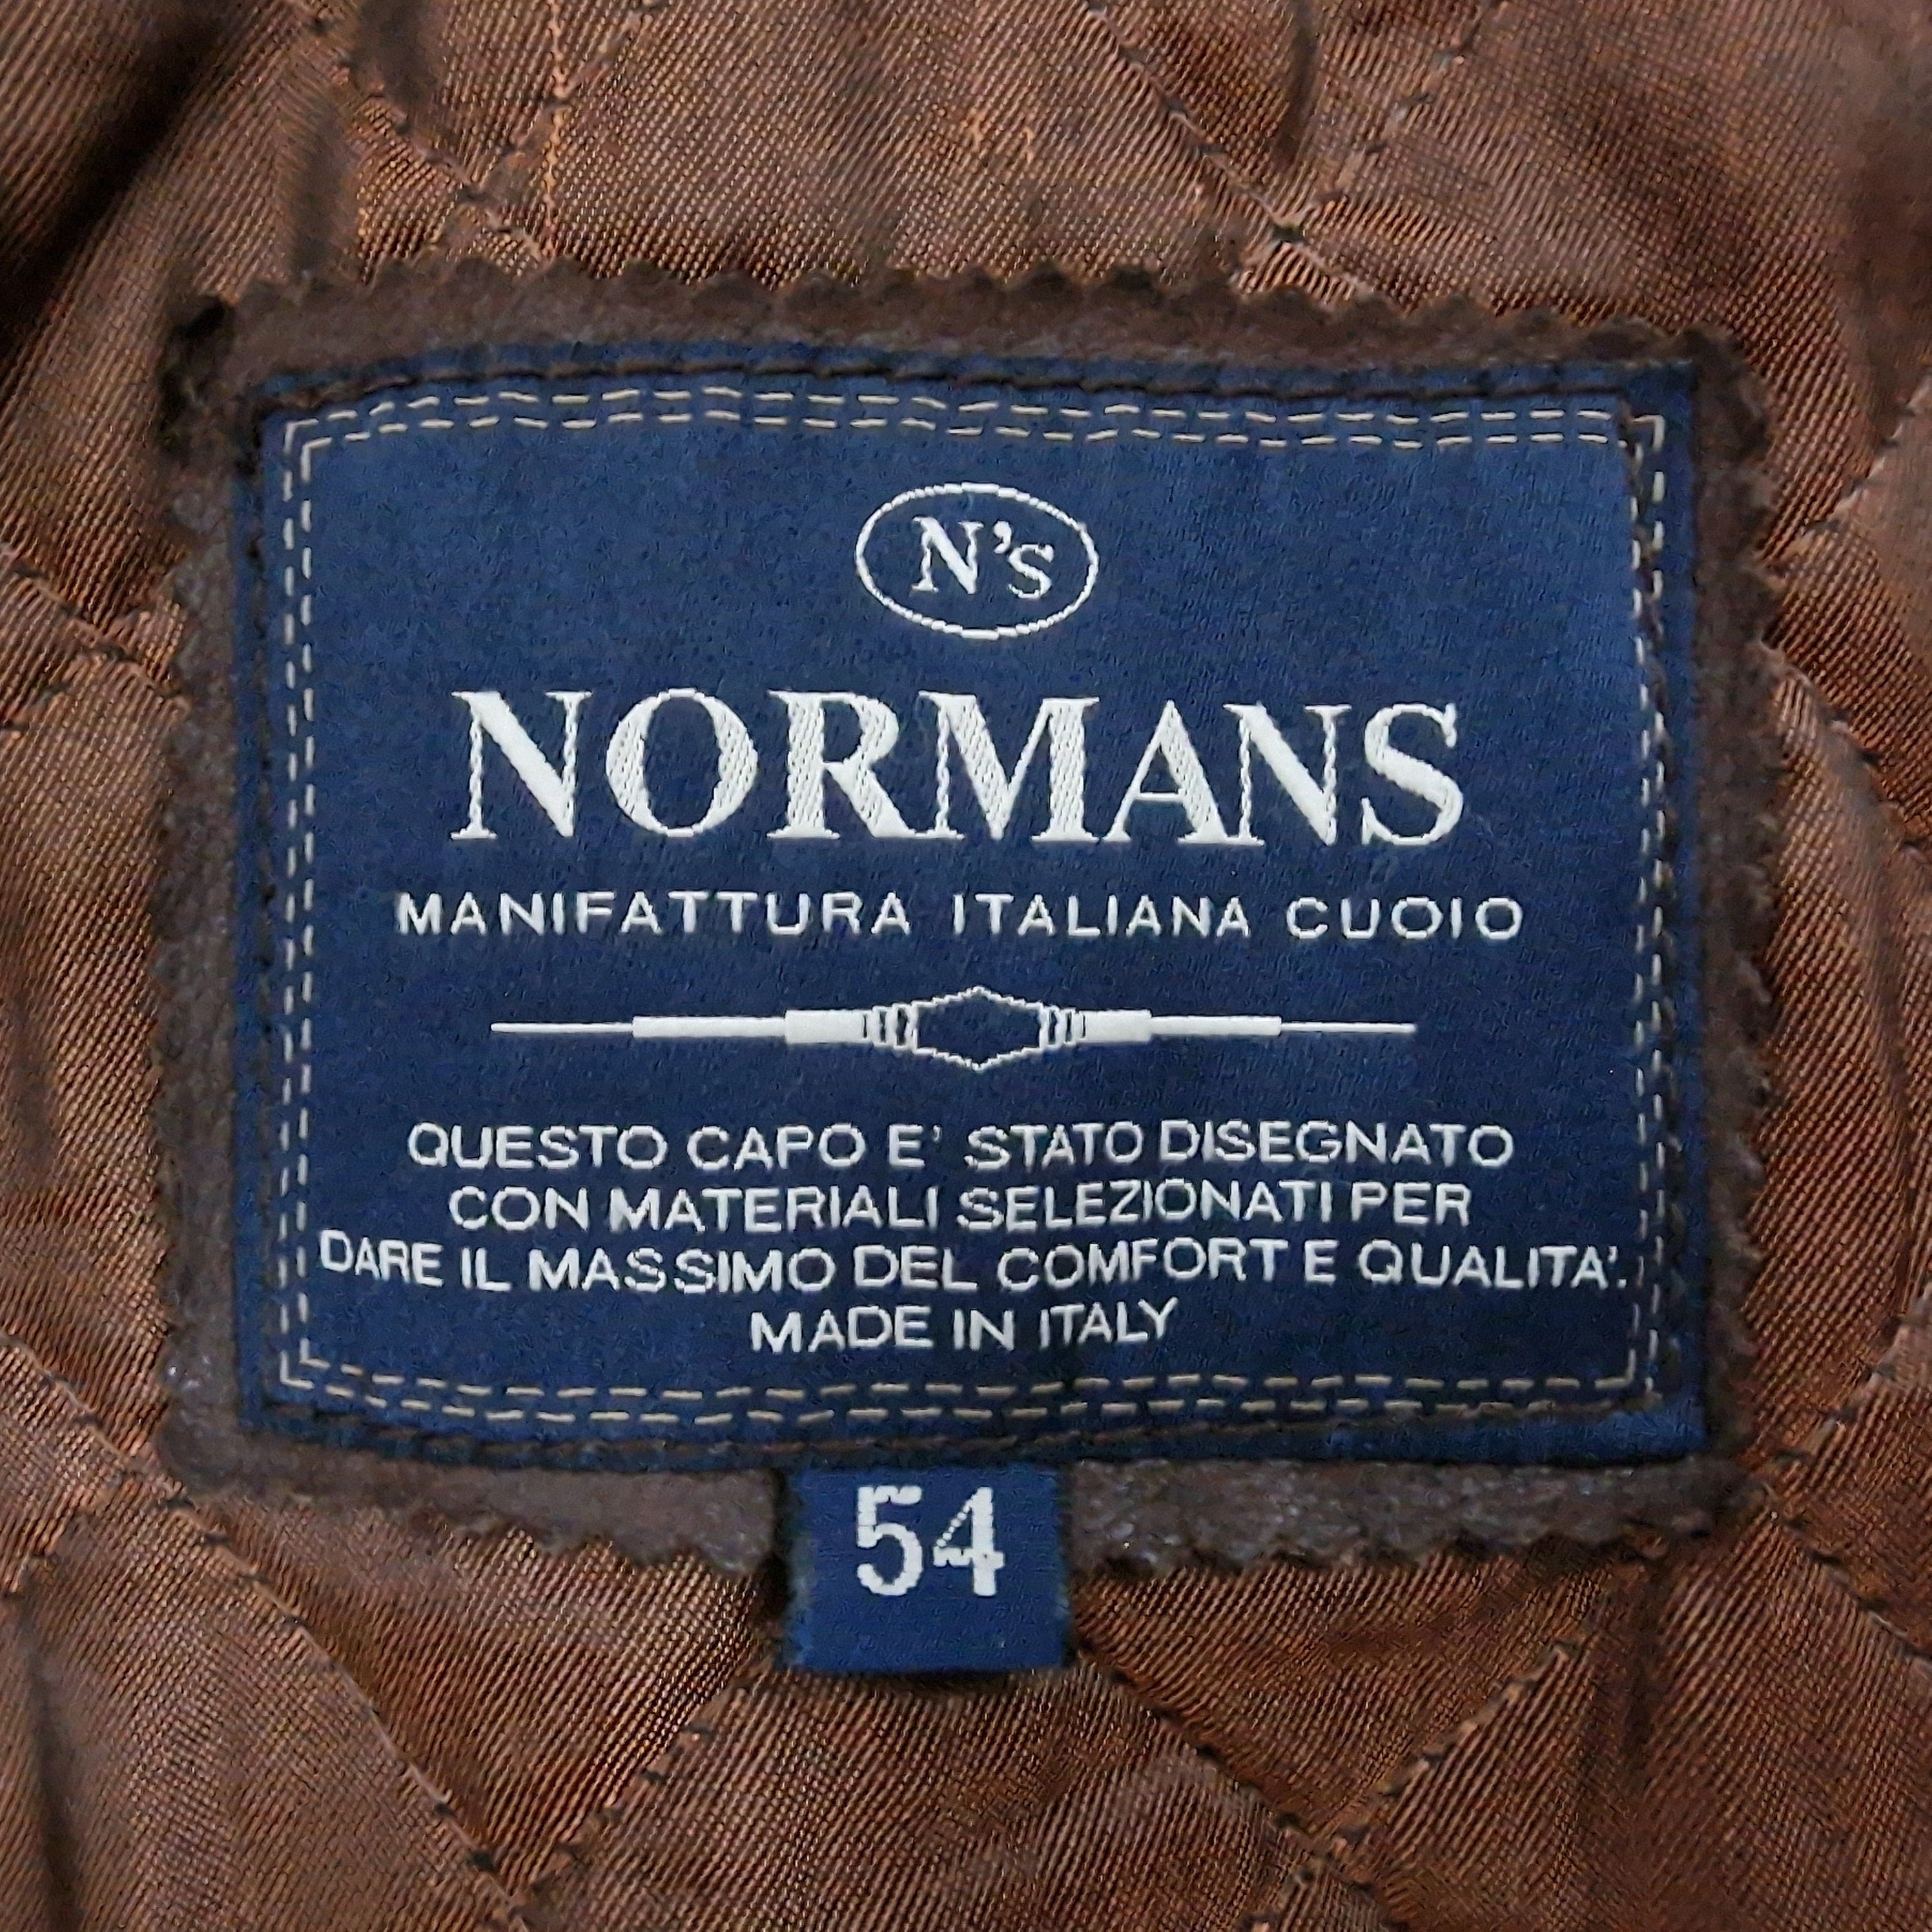 N's
NORMANS
MANIFATTURA ITALIANA CUOIO
QUESTO CAPO E' STATO DISEGNATO
CON MATERIALI SELEZIONATI PER
DARE IL MASSIMO DEL COMFORT E QUALITA'.
MADE IN ITALY
54